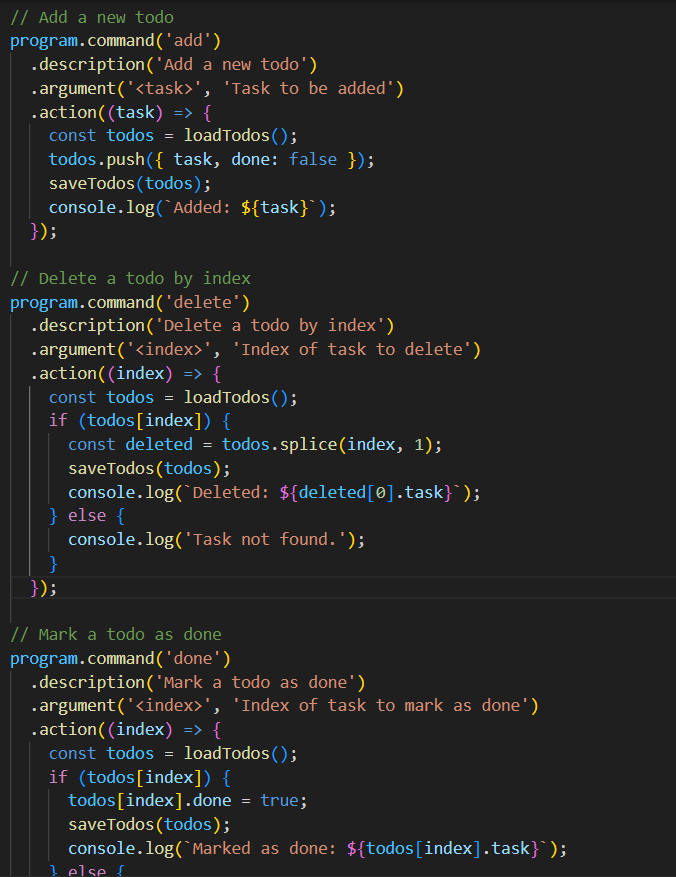 // Add a new todo
program.command('add')
  .description('Add a new todo')
  .argument('<task>', 'Task to be added')
  .action((task) => {
    const todos = loadTodos();
    todos.push({ task, done: false });
    saveTodos(todos);
    console.log(`Added: ${task}`);
  });

// Delete a todo by index
program.command('delete')
  .description('Delete a todo by index')
  .argument('<index>', 'Index of task to delete')
  .action((index) => {
    const todos = loadTodos();
    if (todos[index]) {
      const deleted = todos.splice(index, 1);
      saveTodos(todos);
      console.log(`Deleted: ${deleted[0].task}`);
    } else {
      console.log('Task not found.');
    }
  });

// Mark a todo as done
program.command('done')
  .description('Mark a todo as done')
  .argument('<index>', 'Index of task to mark as done')
  .action((index) => {
    const todos = loadTodos();
    if (todos[index]) {
      todos[index].done = true;
      saveTodos(todos);
      console.log(`Marked as done: ${todos[index].task}`);
    } else {